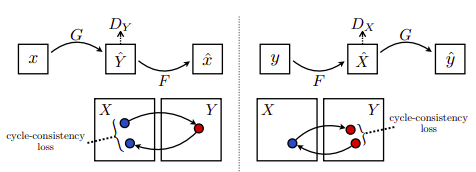 D_Y
G
x Ŷ x̂
F
X Y
cycle-consistency
loss
D_X
G
y X̂ ŷ
F
X Y
cycle-consistency
loss